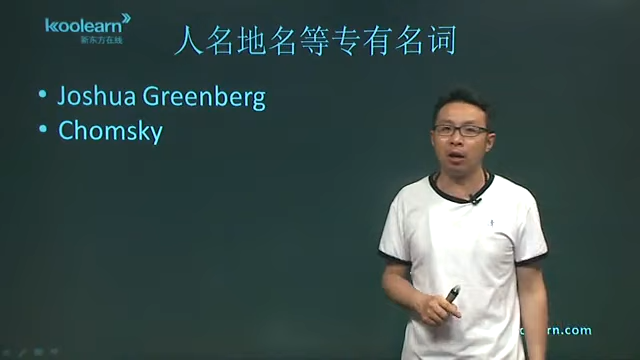 koolearn
新东方在线
人名地名等专有名词
• Joshua Greenberg
• Chomsky
earn.com